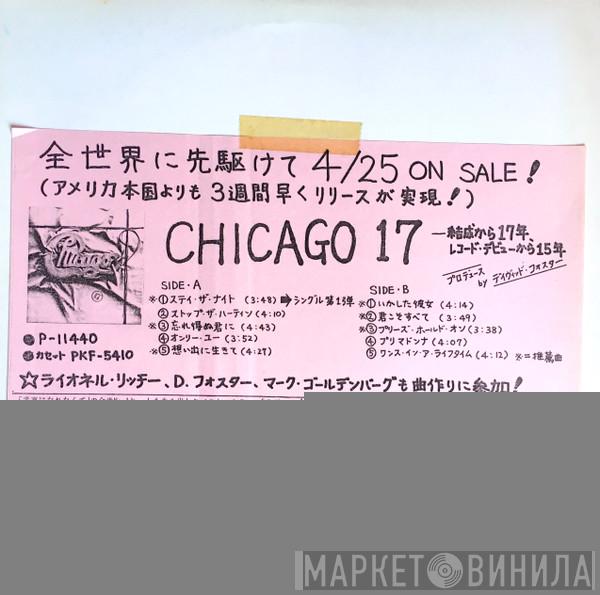 全世界に先駆けて 4/25 ON SALE!
(アメリカ本国よりも3週間早くリリースが実現!)
Chicago
CHICAGO 17
―結成から17年、
レコード・デビューから15年
プロデュース
by デイヴィッド・フォスター
SIDE・A
※①ステイ・ザ・ナイト (3:48) ➡ シングル第1弾
②ストップ・ザ・ハーティン (4:10)
※③忘れ得ぬ君に (4:43)
④オンリー・ユー (3:52)
※⑤想い出に生きて (4:27)
SIDE・B
※①いかした彼女 (4:14)
※②君こそすべて (3:49)
※③プリーズ・ホールド・オン (3:38)
④プリマドンナ (4:07)
⑤ワンス・イン・ア・ライフタイム (4:12) ※=推薦曲
●P-11440
●カセット PKF-5410
☆ライオネル・リッチー、D.フォスター、マーク・ゴールデンバーグも曲作りに参加!
МАРКЕТ ВИНИЛА